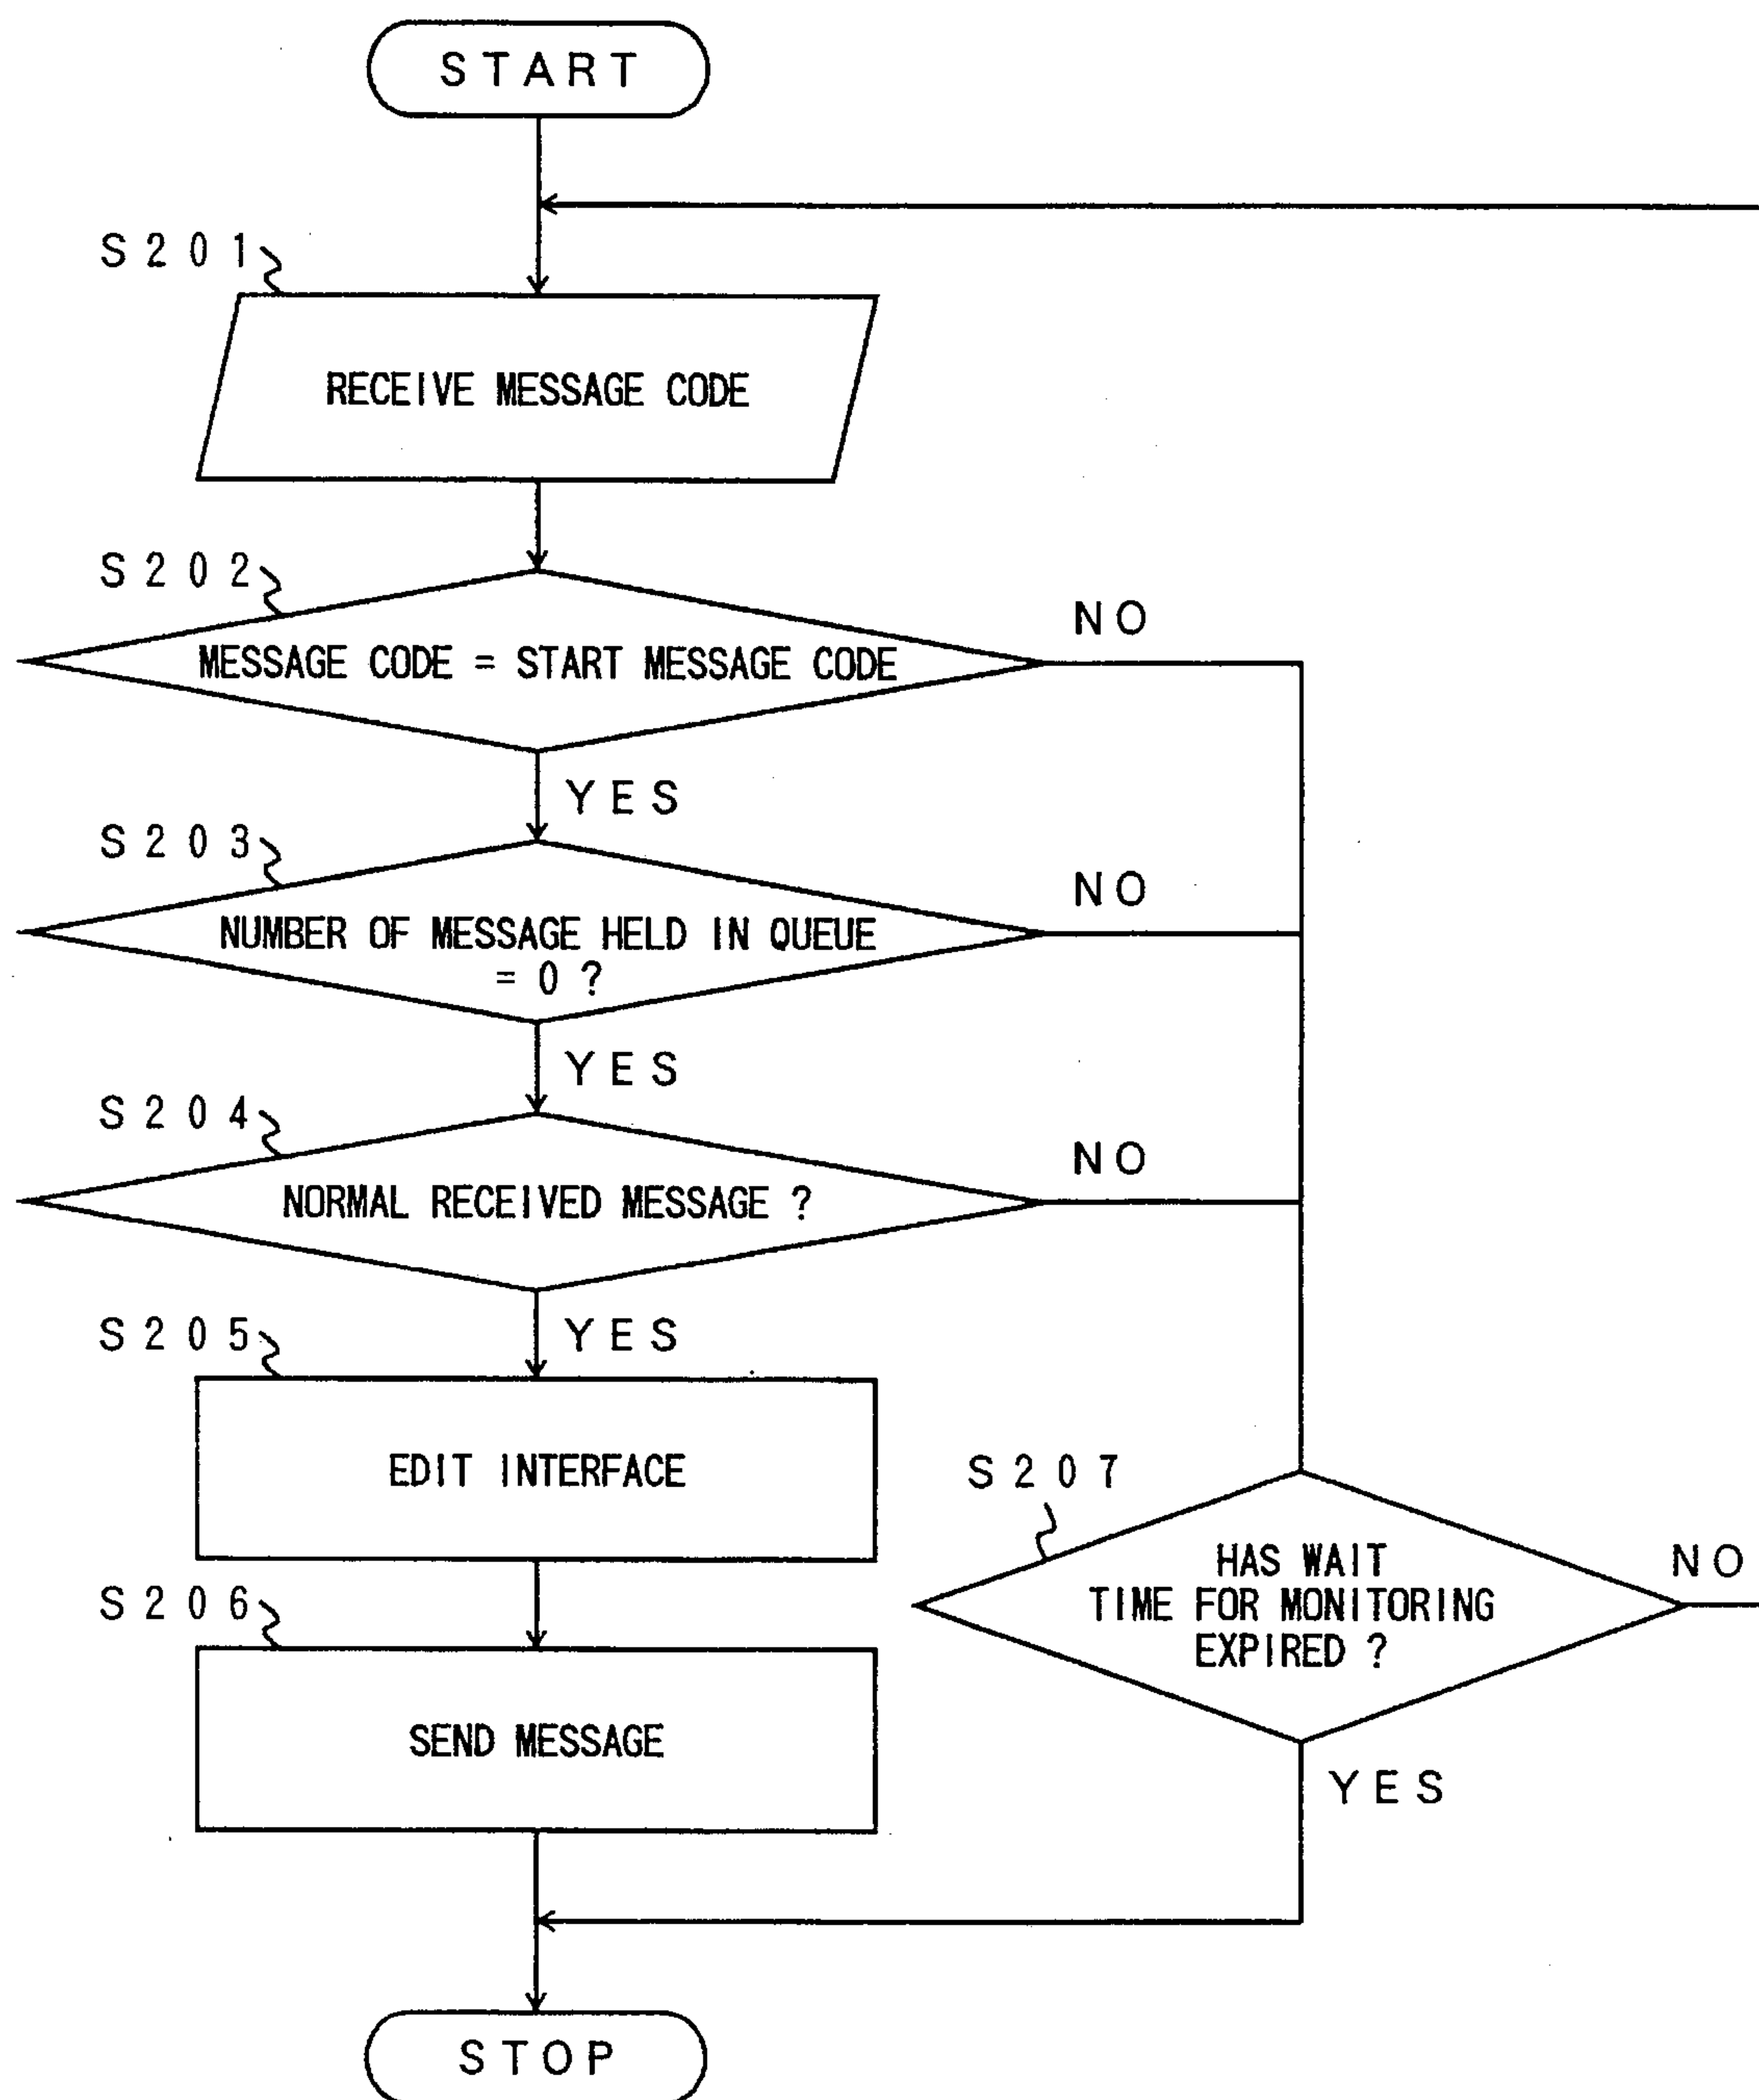 START
S201
RECEIVE MESSAGE CODE
S202
NO
MESSAGE CODE = START MESSAGE CODE
YES
S203
NO
NUMBER OF MESSAGE HELD IN QUEUE
= 0 ?
YES
S204
NO
NORMAL RECEIVED MESSAGE ?
YES
S205
EDIT INTERFACE
S207
HAS WAIT
TIME FOR MONITORING
EXPIRED ?
NO
S206
SEND MESSAGE
YES
STOP